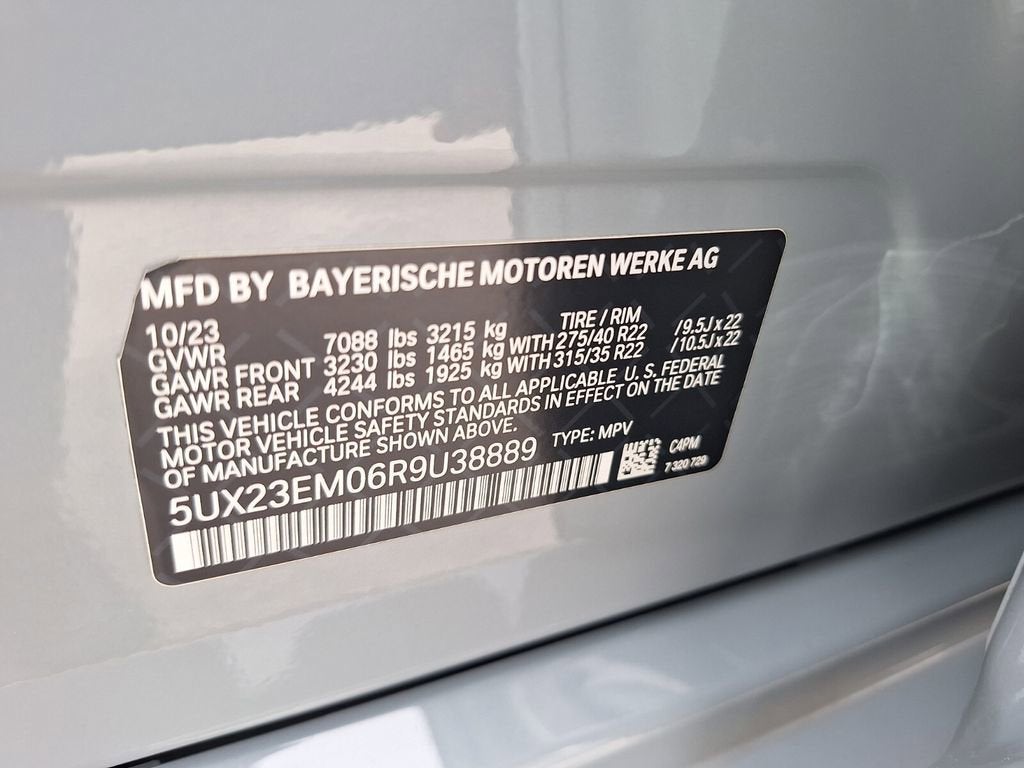 MFD BY BAYERISCHE MOTOREN WERKE AG
10/23 TIRE / RIM
GVWR 7088 lbs 3215 kg
GAWR FRONT 3230 lbs 1465 kg WITH 275/40 R22 /9.5J x 22
GAWR REAR 4244 lbs 1925 kg WITH 315/35 R22 /10.5J x 22
THIS VEHICLE CONFORMS TO ALL APPLICABLE U.S. FEDERAL
MOTOR VEHICLE SAFETY STANDARDS IN EFFECT ON THE DATE
OF MANUFACTURE SHOWN ABOVE.
TYPE: MPV
5UX23EM06R9U38889
C4PM
7 320 729